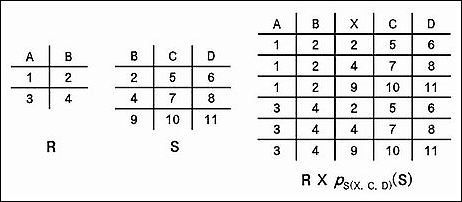 A B
1 2
3 4
R
B C D
2 5 6
4 7 8
9 10 11
S
A B X C D
1 2 2 5 6
1 2 4 7 8
1 2 9 10 11
3 4 2 5 6
3 4 4 7 8
3 4 9 10 11
R X pS(X, C, D)(S)